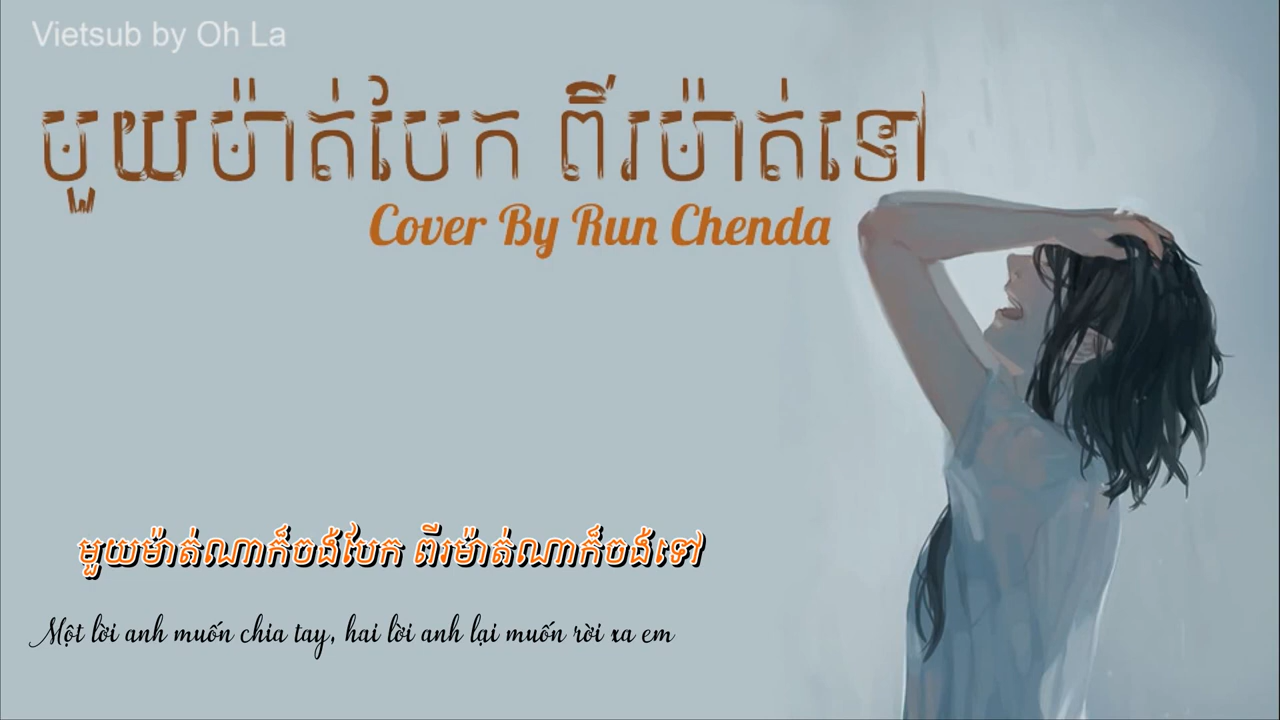 Vietsub by Oh La
មួយម៉ាត់បែក ពីរម៉ាត់ទៅ
Cover By Run Chenda
មួយម៉ាត់ណាក៏ចង់បែក ពីរម៉ាត់ណាក៏ចង់ទៅ
Một lời anh muốn chia tay, hai lời anh lại muốn rời xa em